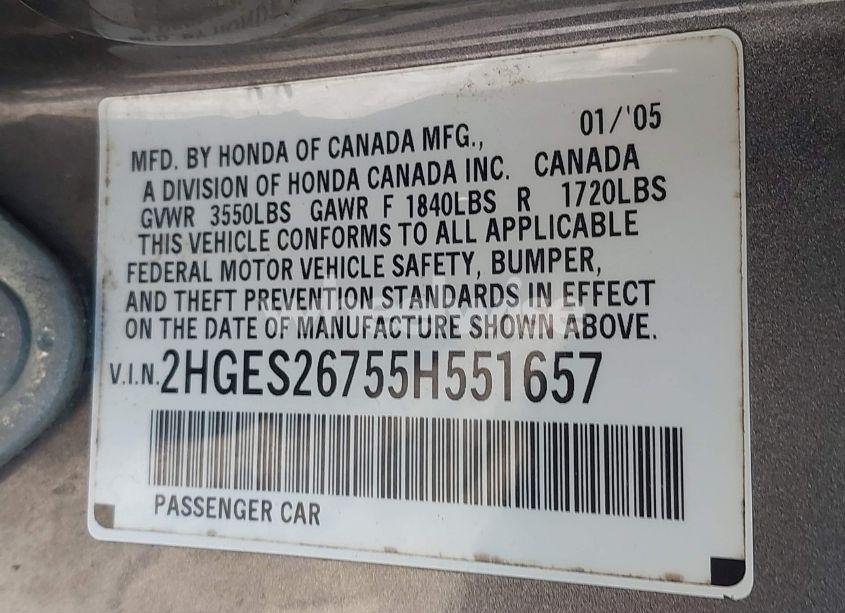 MFD. BY HONDA OF CANADA MFG., 01/'05
A DIVISION OF HONDA CANADA INC. CANADA
GVWR 3550LBS GAWR F 1840LBS R 1720LBS
THIS VEHICLE CONFORMS TO ALL APPLICABLE
FEDERAL MOTOR VEHICLE SAFETY, BUMPER,
AND THEFT PREVENTION STANDARDS IN EFFECT
ON THE DATE OF MANUFACTURE SHOWN ABOVE.
V.I.N. 2HGES26755H551657
PASSENGER CAR